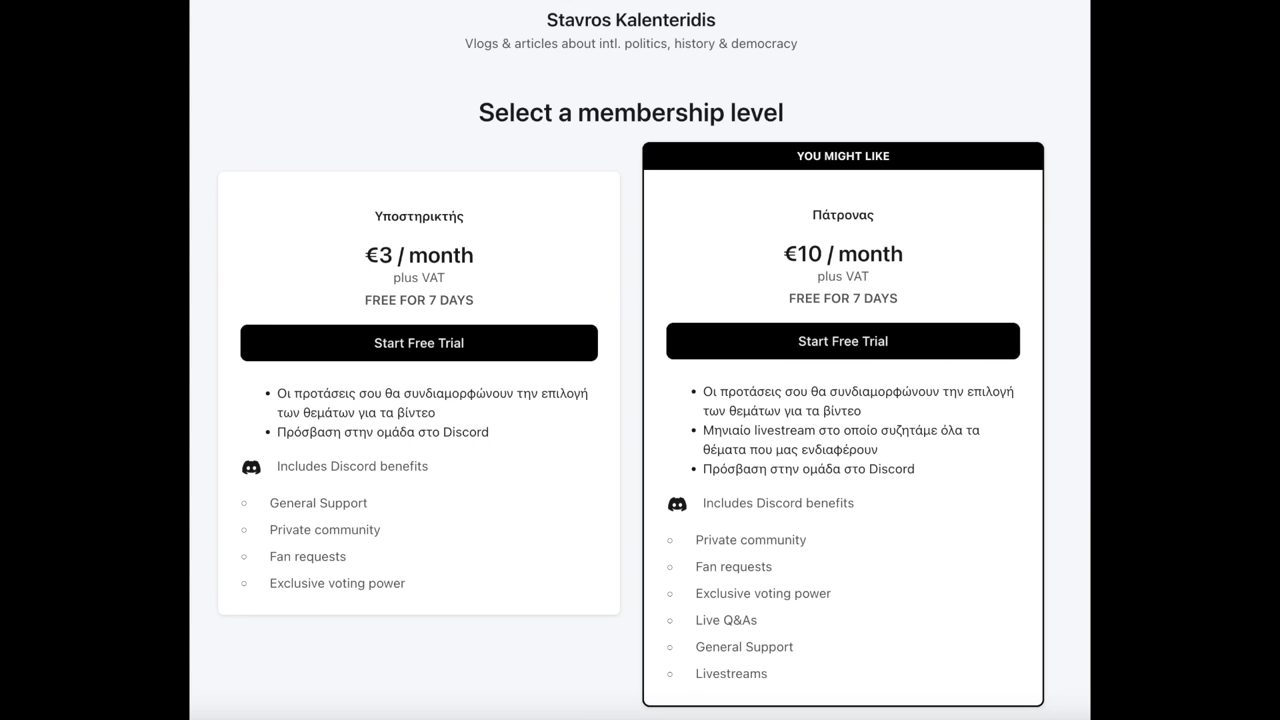 Stavros Kalenteridis
Vlogs & articles about intl. politics, history & democracy
Select a membership level
Υποστηρικτής
€3 / month
plus VAT
FREE FOR 7 DAYS
Start Free Trial
• Οι προτάσεις σου θα συνδιαμορφώνουν την επιλογή
των θεμάτων για τα βίντεο
• Πρόσβαση στην ομάδα στο Discord
Includes Discord benefits
○ General Support
○ Private community
○ Fan requests
○ Exclusive voting power
YOU MIGHT LIKE
Πάτρονας
€10 / month
plus VAT
FREE FOR 7 DAYS
Start Free Trial
• Οι προτάσεις σου θα συνδιαμορφώνουν την επιλογή
των θεμάτων για τα βίντεο
• Μηνιαίο livestream στο οποίο συζητάμε όλα τα
θέματα που μας ενδιαφέρουν
• Πρόσβαση στην ομάδα στο Discord
Includes Discord benefits
○ Private community
○ Fan requests
○ Exclusive voting power
○ Live Q&As
○ General Support
○ Livestreams